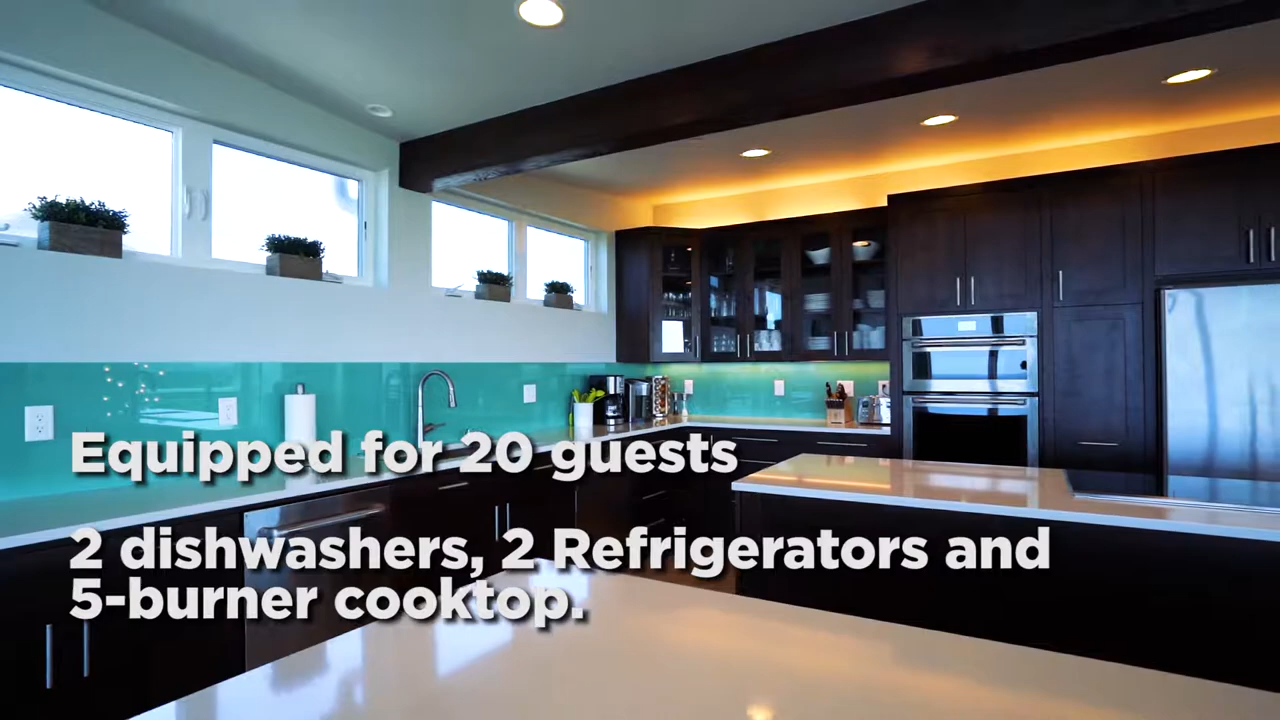 Equipped for 20 guests
2 dishwashers, 2 Refrigerators and
5-burner cooktop.